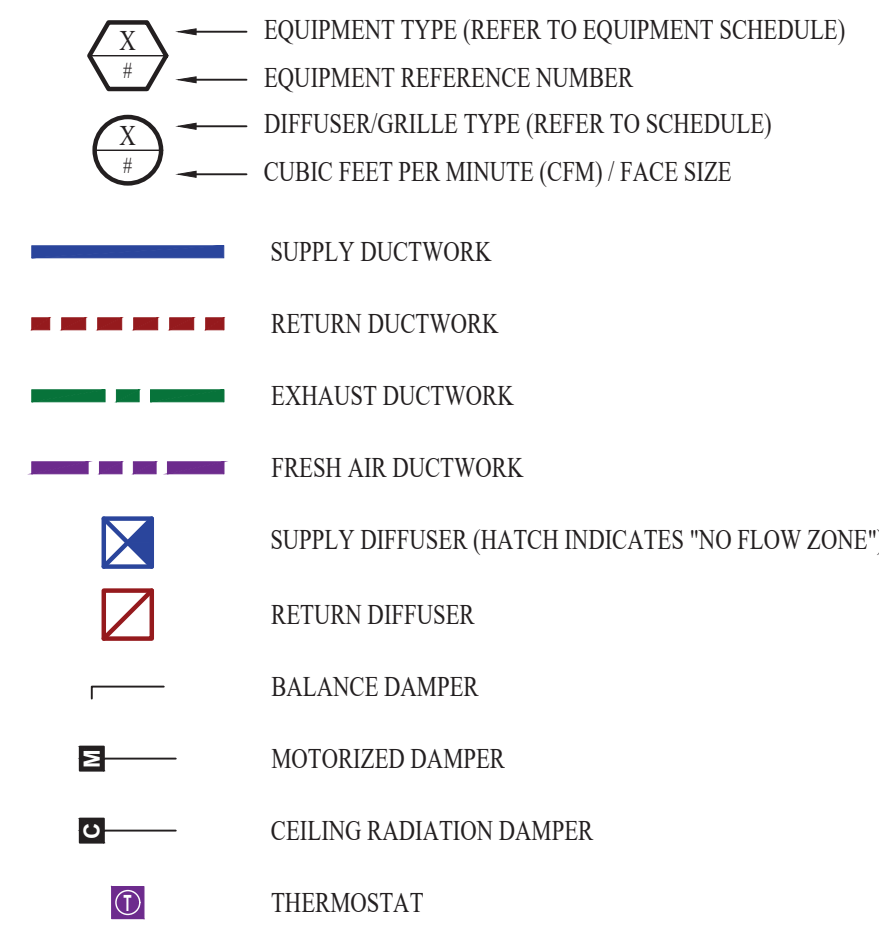 X EQUIPMENT TYPE (REFER TO EQUIPMENT SCHEDULE)
# EQUIPMENT REFERENCE NUMBER
X DIFFUSER/GRILLE TYPE (REFER TO SCHEDULE)
# CUBIC FEET PER MINUTE (CFM) / FACE SIZE
SUPPLY DUCTWORK
RETURN DUCTWORK
EXHAUST DUCTWORK
FRESH AIR DUCTWORK
SUPPLY DIFFUSER (HATCH INDICATES "NO FLOW ZONE")
RETURN DIFFUSER
BALANCE DAMPER
M MOTORIZED DAMPER
C CEILING RADIATION DAMPER
T THERMOSTAT